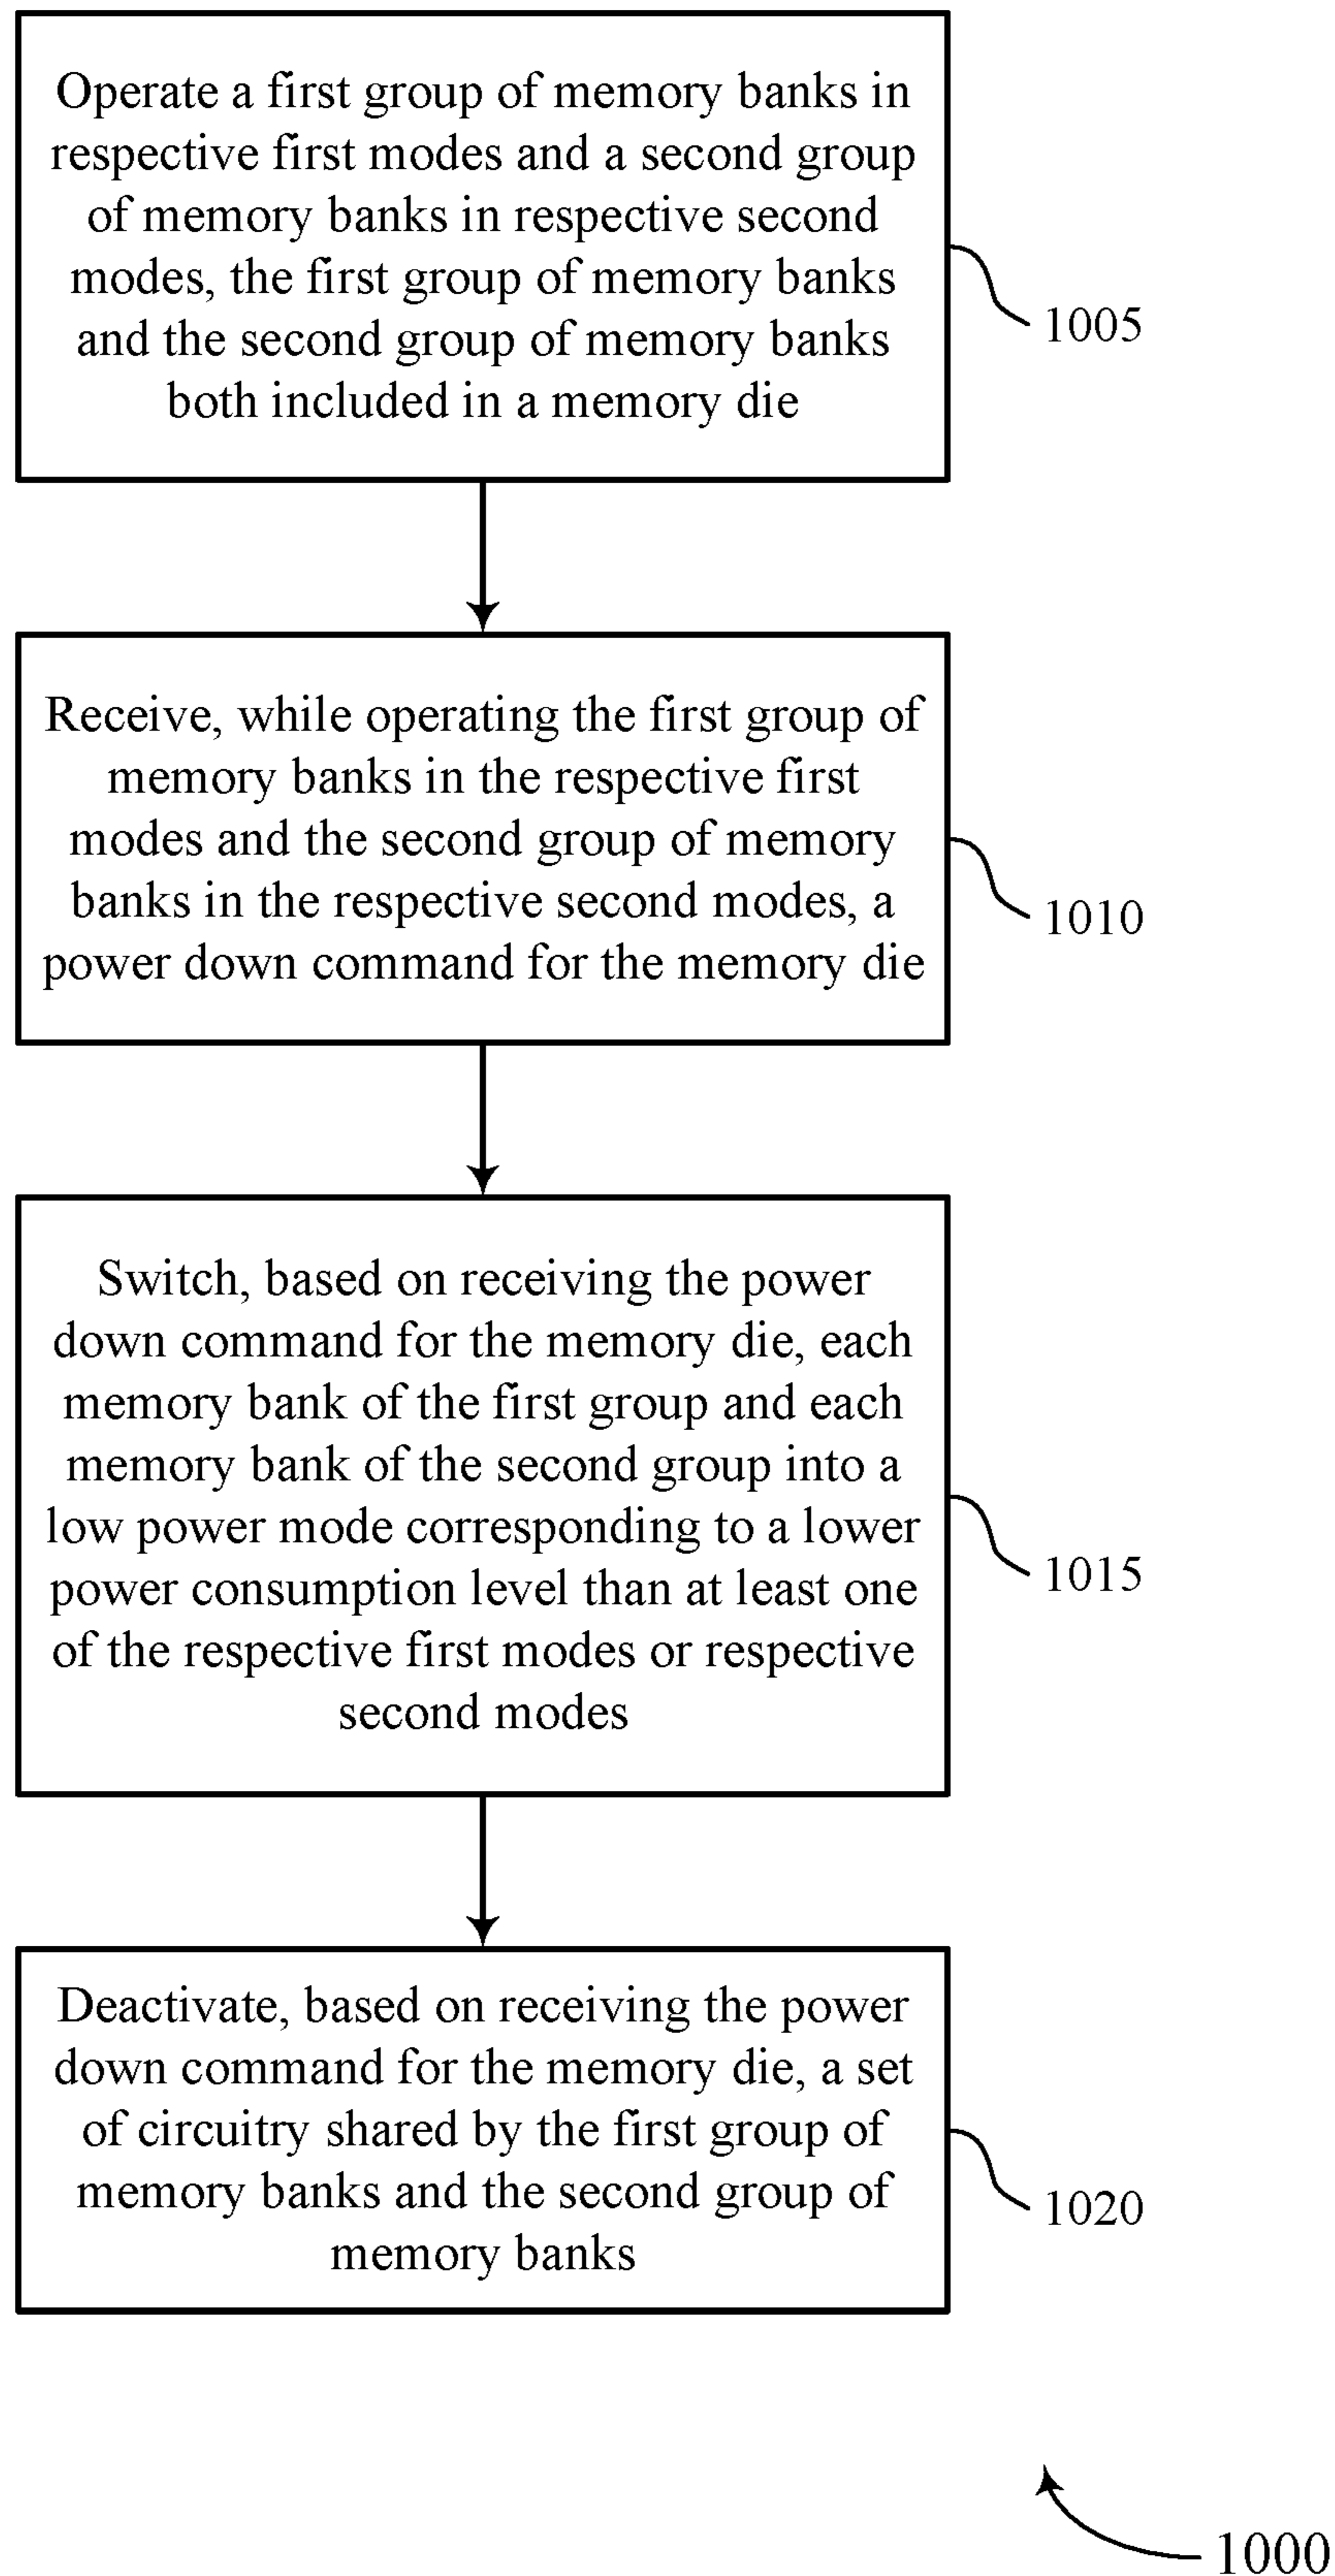 Operate a first group of memory banks in
respective first modes and a second group
of memory banks in respective second
modes, the first group of memory banks
and the second group of memory banks
both included in a memory die
1005
Receive, while operating the first group of
memory banks in the respective first
modes and the second group of memory
banks in the respective second modes, a
power down command for the memory die
1010
Switch, based on receiving the power
down command for the memory die, each
memory bank of the first group and each
memory bank of the second group into a
low power mode corresponding to a lower
power consumption level than at least one
of the respective first modes or respective
second modes
1015
Deactivate, based on receiving the power
down command for the memory die, a set
of circuitry shared by the first group of
memory banks and the second group of
memory banks
1020
1000